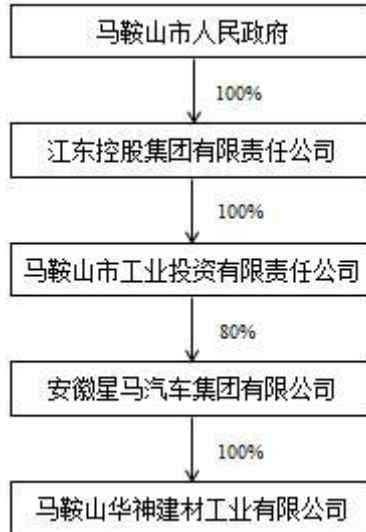 马鞍山市人民政府
100%
江东控股集团有限责任公司
100%
马鞍山市工业投资有限责任公司
80%
安徽星马汽车集团有限公司
100%
马鞍山华神建材工业有限公司